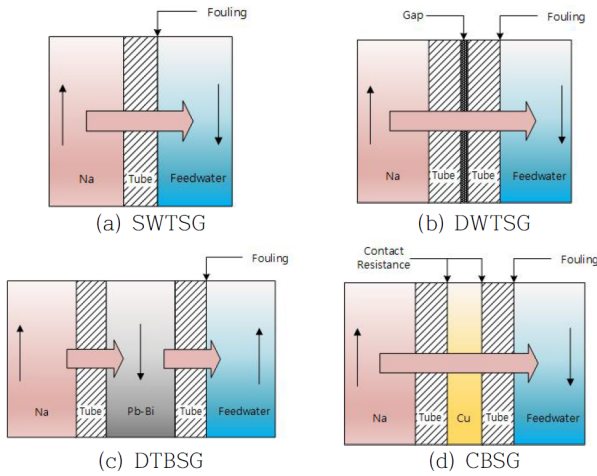 Fouling
Na
Tube
Feedwater
(a) SWTSG
Gap
Fouling
Na
Tube
Tube
Feedwater
(b) DWTSG
Fouling
Na
Tube
Pb-Bi
Tube
Feedwater
(c) DTBSG
Contact
Resistance
Fouling
Na
Tube
Cu
Tube
Feedwater
(d) CBSG